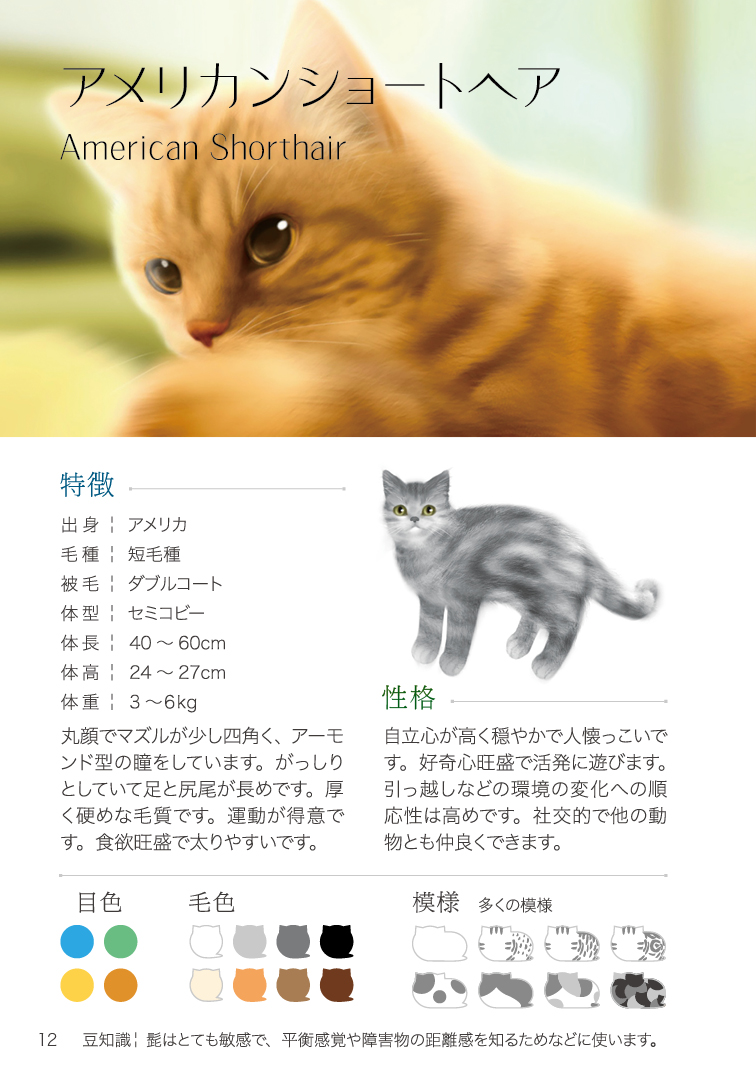 アメリカンショートヘア
American Shorthair
特徴
出身¦アメリカ
毛種¦短毛種
被毛¦ダブルコート
体型¦セミコビー
体長¦40～60cm
体高¦24～27cm
体重¦3～6kg
丸顔でマズルが少し四角く、アーモ
ンド型の瞳をしています。がっしり
としていて足と尻尾が長めです。厚
く硬めな毛質です。運動が得意で
す。食欲旺盛で太りやすいです。
性格
自立心が高く穏やかで人懐っこいで
す。好奇心旺盛で活発に遊びます。
引っ越しなどの環境の変化への順
応性は高めです。社交的で他の動
物とも仲良くできます。
目色
毛色
模様 多くの模様
12 豆知識¦髭はとても敏感で、平衡感覚や障害物の距離感を知るためなどに使います。